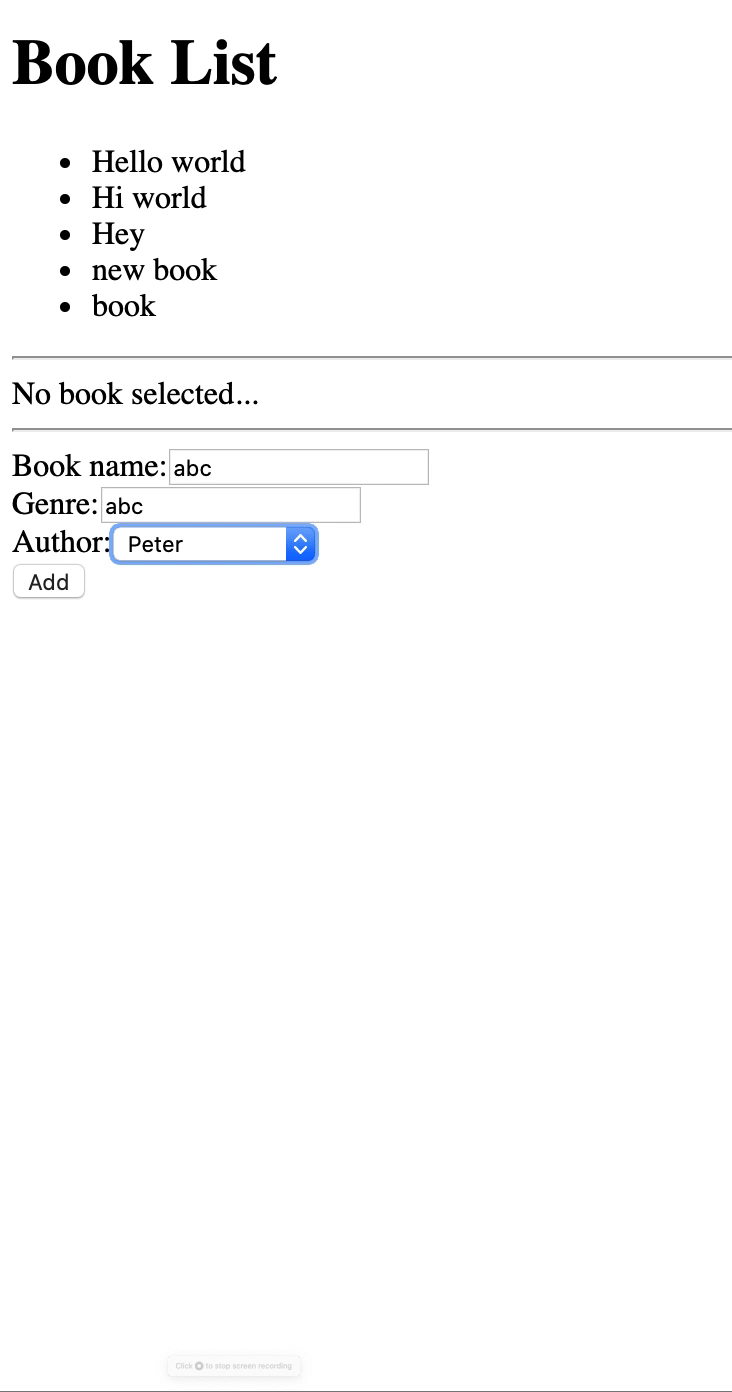 Book List
Hello world
Hi world
Hey
new book
book
No book selected...
Book name: abc
Genre: abc
Author: Peter
Add
Click to stop screen recording